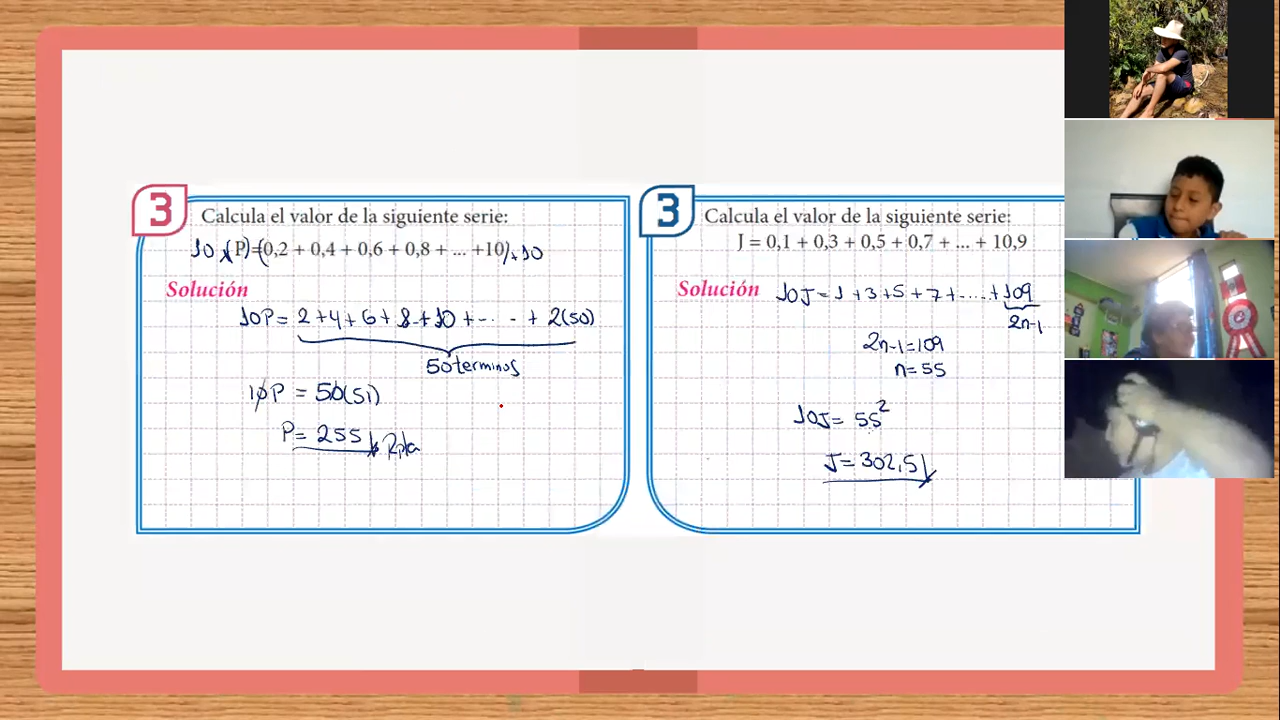 3
Calcula el valor de la siguiente serie:
10 x (P) = (0,2 + 0,4 + 0,6 + 0,8 + ... + 10) x 10
Solución
10P = 2 + 4 + 6 + 8 + 10 + ... + 2(50)
50 terminos
10P = 50(51)
P = 255 Rpta
3
Calcula el valor de la siguiente serie:
J = 0,1 + 0,3 + 0,5 + 0,7 + ... + 10,9
Solución
10J = 1 + 3 + 5 + 7 + .... + 109
2n-1
2n-1 = 109
n = 55
10J = 55²
J = 302,5